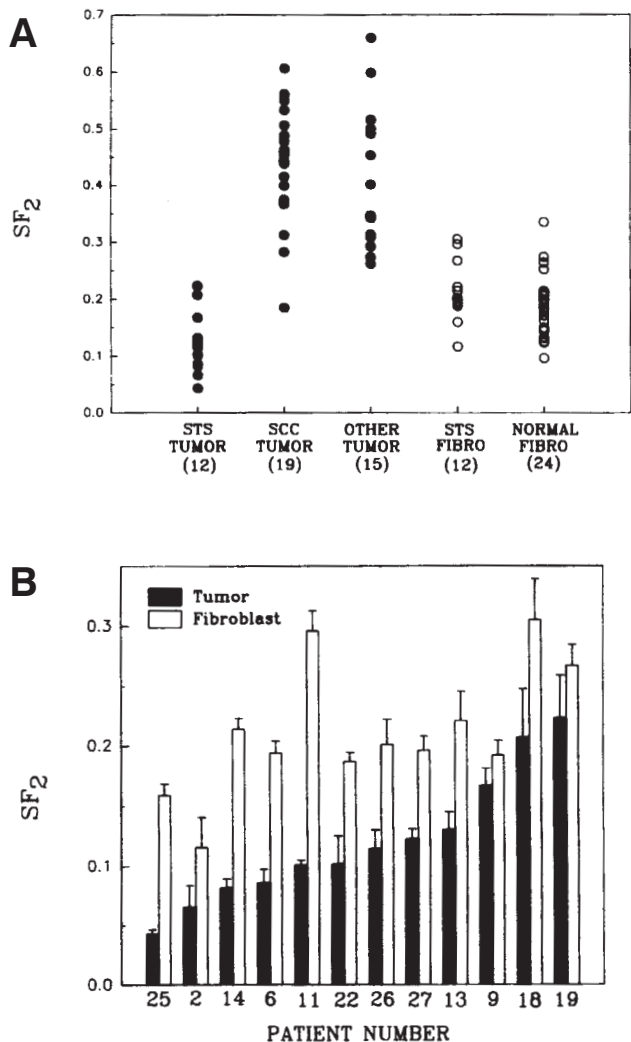 A
0.7
0.6
0.5
0.4
0.3
0.2
0.1
0.0
SF2
STS TUMOR (12)
SCC TUMOR (19)
OTHER TUMOR (15)
STS FIBRO (12)
NORMAL FIBRO (24)
B
Tumor
Fibroblast
0.3
0.2
0.1
0.0
SF2
25 2 14 6 11 22 26 27 13 9 18 19
PATIENT NUMBER